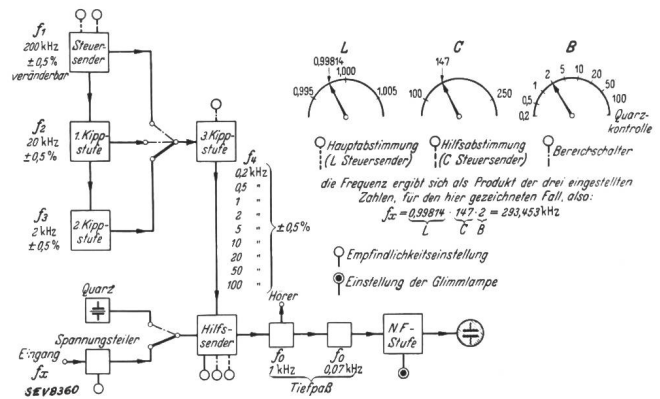 f1
200 kHz
± 0,5%
veränderbar
Steuer-
sender
f2
20 kHz
± 0,5%
1. Kipp-
stufe
f3
2 kHz
± 0,5%
2. Kipp-
stufe
3. Kipp-
stufe
f4
0,2 kHz
0,5 "
1 "
2 "
5 "
10 "
20 "
50 "
100 "
± 0,5%
L
0,99814
0,995
1,000
1.005
C
147
100
250
B
0,2
0,5
1
2
5
10
20
50
100
Quarz-
kontrolle
Hauptabstimmung
(L Steuersender)
Hilfsabstimmung
(C Steuersender)
Bereichschalter
die Frequenz ergibt sich als Produkt der drei eingestellten
Zahlen, für den hier gezeichneten Fall, also:
fx = 0,99814 · 147 · 2 = 293,453 kHz
L C B
Empfindlichkeitseinstellung
Einstellung der Glimmlampe
Quarz
Spannungsteiler
Eingang
fx
SEV8360
Hilfs-
sender
Hörer
fo
1 kHz
fo
0,07 kHz
Tiefpaß
NF-
Stufe